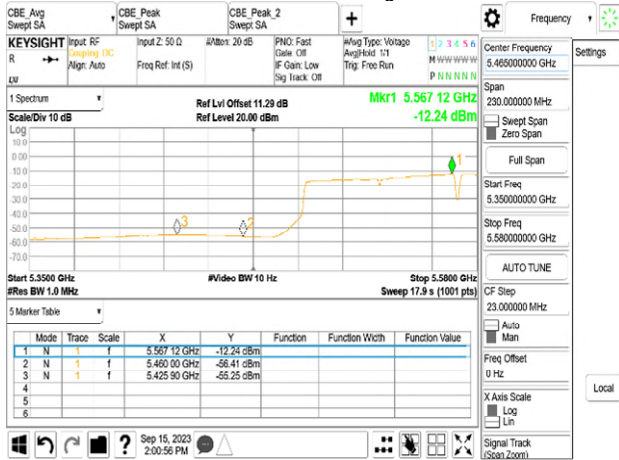 CBE_Avg
Swept SA
CBE_Peak
Swept SA
CBE_Peak_2
Swept SA
+
Frequency
KEYSIGHT
R
Input: RF
Coupling: DC
Align: Auto
Input Z: 50 Ω
Freq Ref: Int (S)
#Atten: 20 dB
PNO: Fast
Gate: Off
IF Gain: Low
Sig Track: Off
#Avg Type: Voltage
Avg|Hold: 1/1
Trig: Free Run
1 2 3 4 5 6
M W W W W W
P N N N N N
1 Spectrum
Scale/Div 10 dB
Ref Lvl Offset 11.29 dB
Ref Level 20.00 dBm
Mkr1 5.567 12 GHz
-12.24 dBm
Log
10.0
0.00
-10.0
-20.0
-30.0
-40.0
-50.0
-60.0
-70.0
1
3
2
Start 5.3500 GHz
#Res BW 1.0 MHz
#Video BW 10 Hz
Stop 5.5800 GHz
Sweep 17.9 s (1001 pts)
5 Marker Table
Mode Trace Scale X Y Function Function Width Function Value
1 N 1 f 5.567 12 GHz -12.24 dBm
2 N 1 f 5.460 00 GHz -56.41 dBm
3 N 1 f 5.425 90 GHz -55.25 dBm
4
5
6
Sep 15, 2023
2:00:56 PM
?
Center Frequency
5.465000000 GHz
Span
230.000000 MHz
Swept Span
Zero Span
Full Span
Start Freq
5.350000000 GHz
Stop Freq
5.580000000 GHz
AUTO TUNE
CF Step
23.000000 MHz
Auto
Man
Freq Offset
0 Hz
X Axis Scale
Log
Lin
Signal Track
(Span Zoom)
Settings
Local